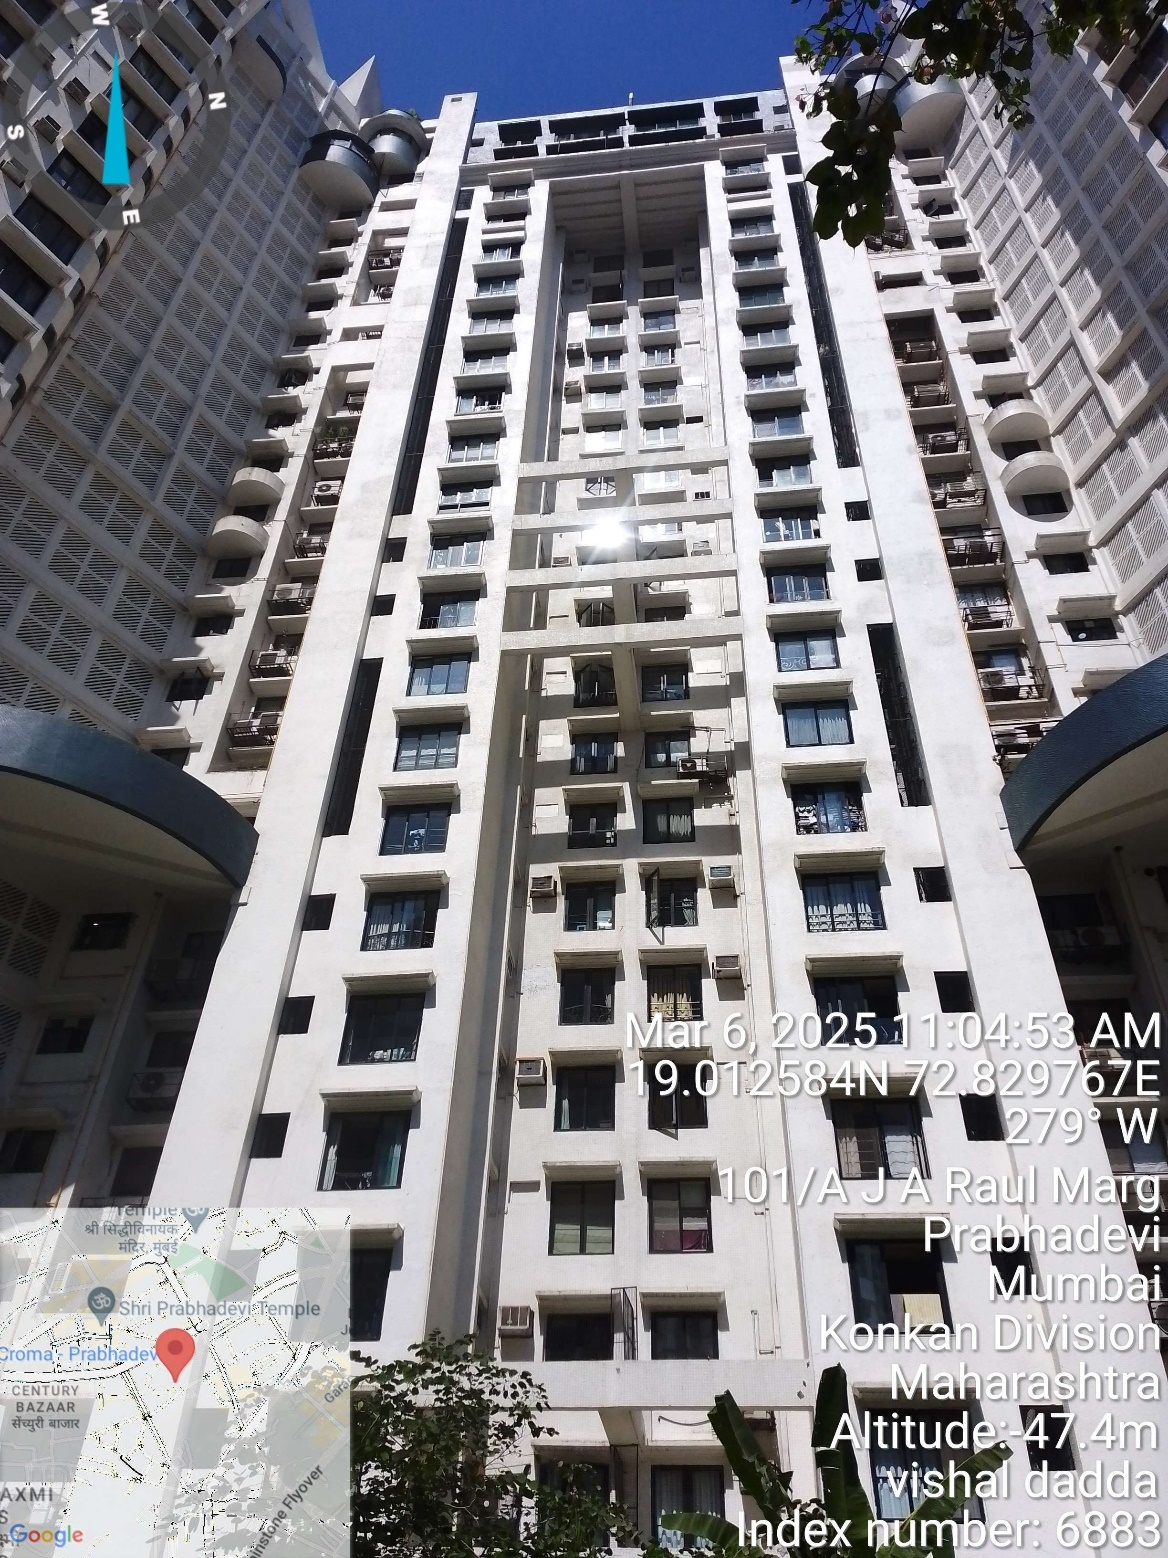 W
N
S
E
Mar 6, 2025 11:04:53 AM
19.012584N 72.829767E
279° W
101/A J A Raul Marg
Prabhadevi
Mumbai
Konkan Division
Maharashtra
Altitude:-47.4m
vishal dadda
Index number: 6883
Temple
श्री सिद्धीविनायक
मंदिर, मुंबई
Shri Prabhadevi Temple
Croma - Prabhadevi
CENTURY
BAZAAR
सेंच्युरी बाजार
AXMI
Google